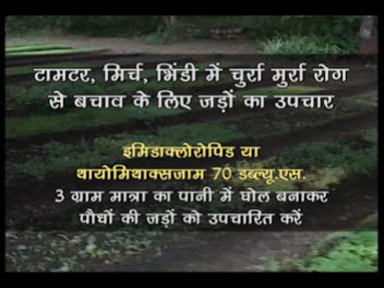 टामटर, मिर्च, भिंडी में चुर्रा मुर्रा रोग
से बचाव के लिए जड़ों का उपचार
इमिडाक्लोरोपिड या
थायोमिथाक्सजाम 70 डब्ल्यू.एस.
3 ग्राम मात्रा का पानी में घोल बनाकर
पौधों की जड़ों को उपचारित करें